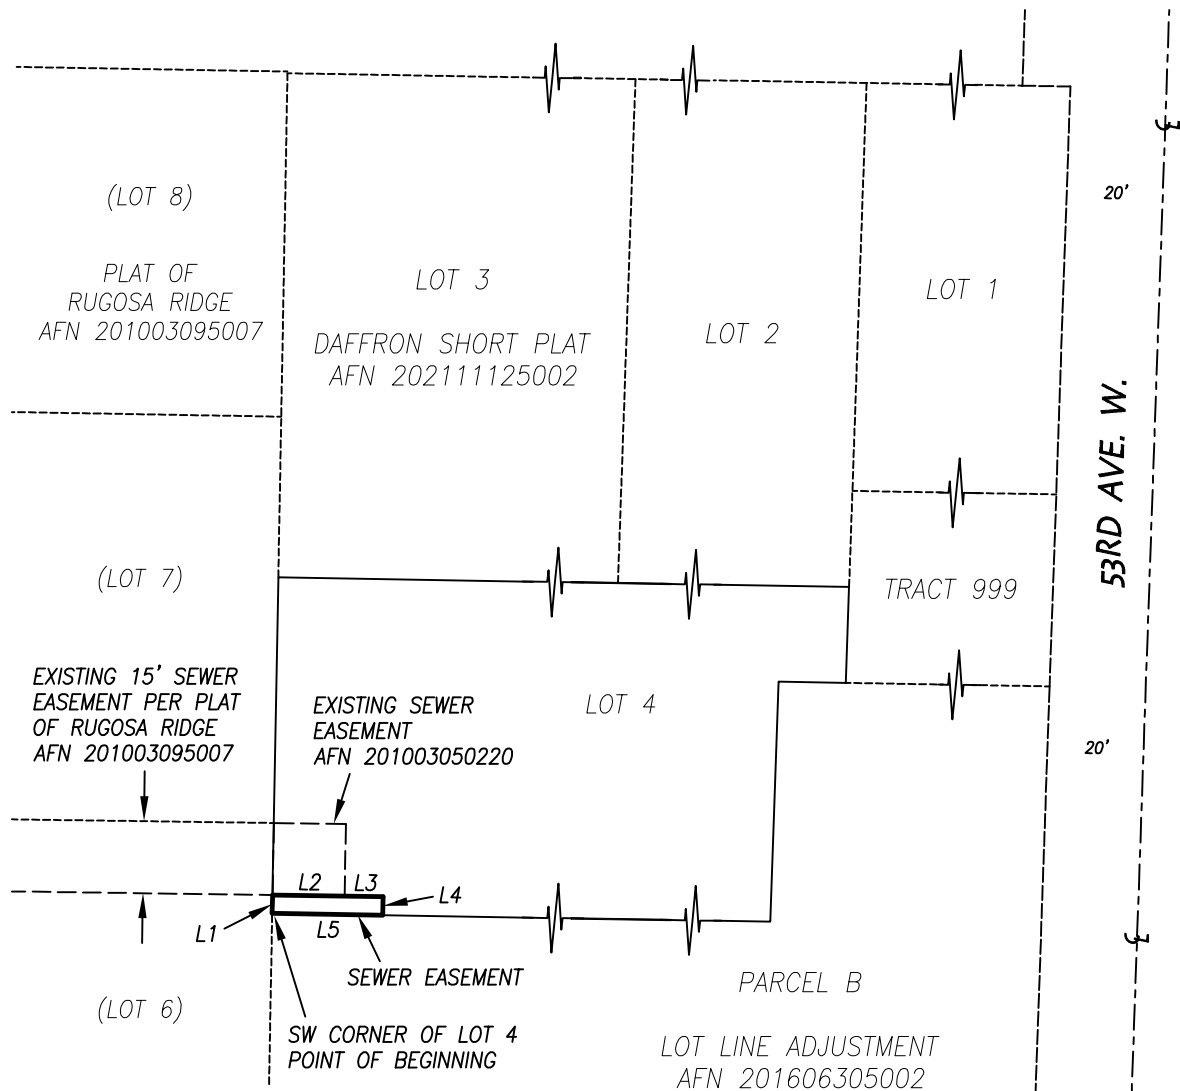 20'
(LOT 8)
PLAT OF
RUGOSA RIDGE
AFN 201003095007
LOT 3
DAFFRON SHORT PLAT
AFN 202111125002
LOT 2
LOT 1
53RD AVE. W.
(LOT 7)
TRACT 999
EXISTING 15' SEWER
EASEMENT PER PLAT
OF RUGOSA RIDGE
AFN 201003095007
EXISTING SEWER
EASEMENT
AFN 201003050220
LOT 4
20'
L2
L3
L4
L1
L5
SEWER EASEMENT
(LOT 6)
SW CORNER OF LOT 4
POINT OF BEGINNING
PARCEL B
LOT LINE ADJUSTMENT
AFN 201606305002